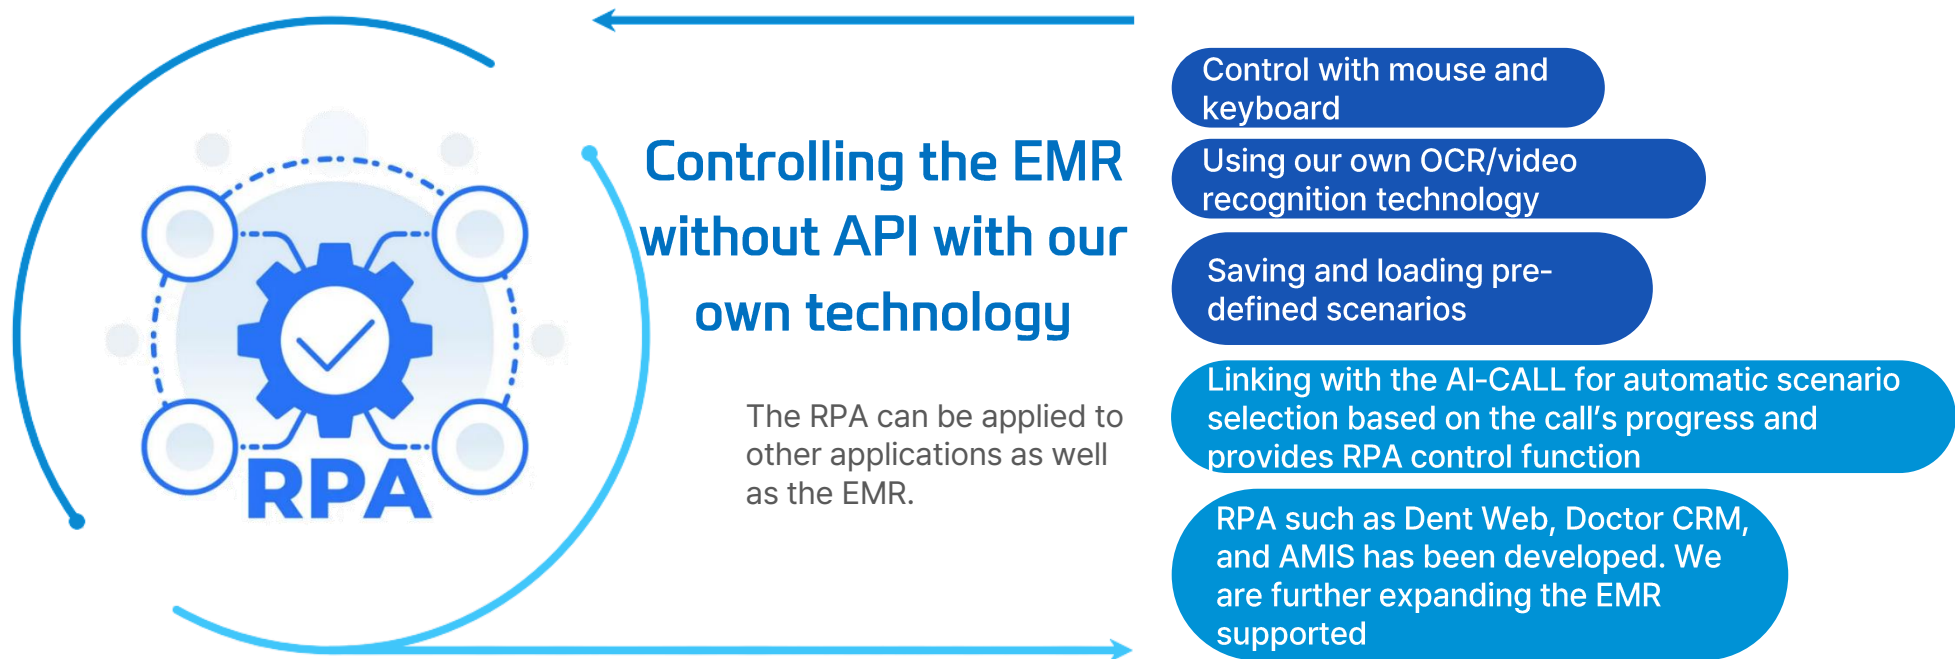 RPA
Controlling the EMR
without API with our
own technology
The RPA can be applied to
other applications as well
as the EMR.
Control with mouse and
keyboard
Using our own OCR/video
recognition technology
Saving and loading pre-
defined scenarios
Linking with the AI-CALL for automatic scenario
selection based on the call’s progress and
provides RPA control function
RPA such as Dent Web, Doctor CRM,
and AMIS has been developed. We
are further expanding the EMR
supported